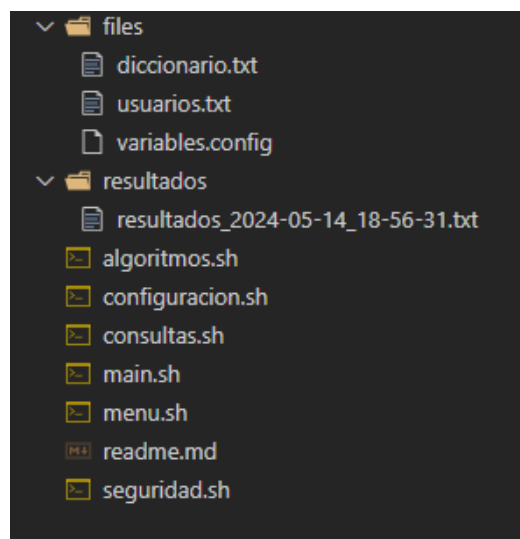 files
diccionario.txt
usuarios.txt
variables.config
resultados
resultados_2024-05-14_18-56-31.txt
algoritmos.sh
configuracion.sh
consultas.sh
main.sh
menu.sh
readme.md
seguridad.sh